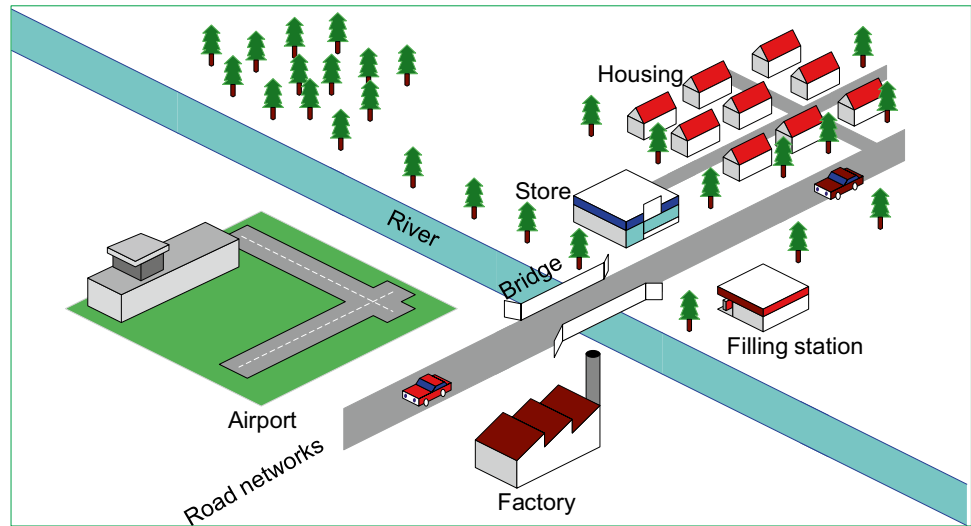 Housing
Store
River
Bridge
Filling station
Airport
Road networks
Factory